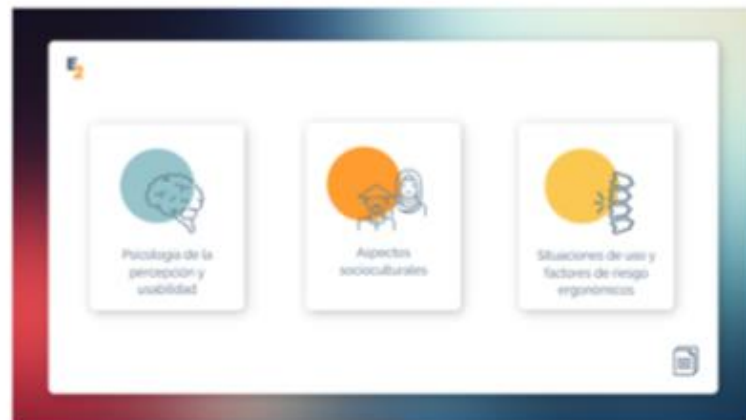 E2
Psicología de la
percepción y
usabilidad
Aspectos
socioculturales
Situaciones de uso y
factores de riesgo
ergonómicos